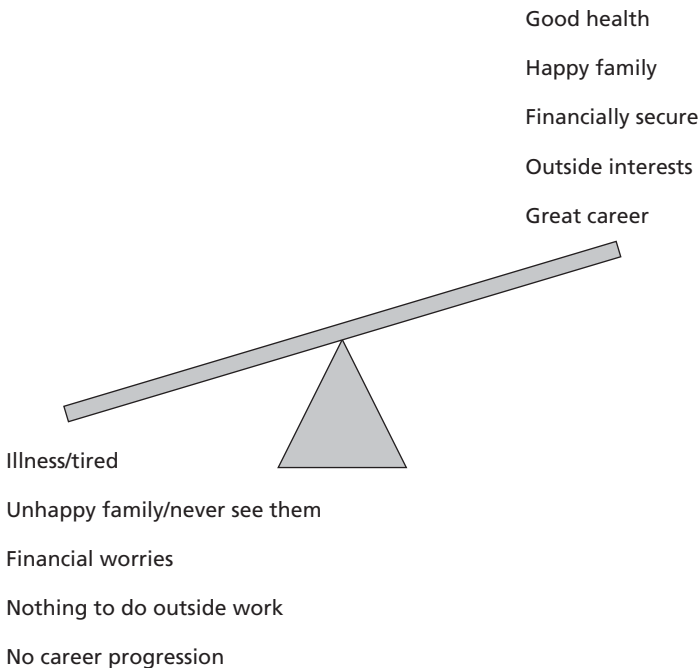 Good health
Happy family
Financially secure
Outside interests
Great career
Illness/tired
Unhappy family/never see them
Financial worries
Nothing to do outside work
No career progression